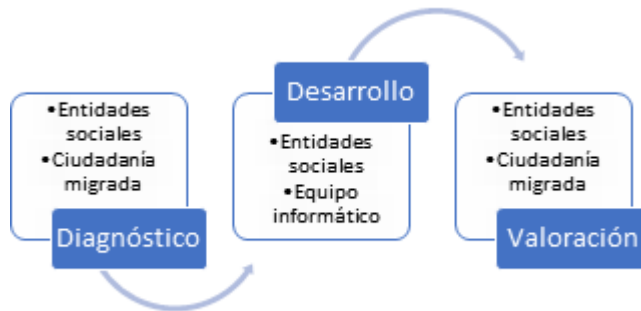 •Entidades
sociales
•Ciudadanía
migrada
Diagnóstico
Desarrollo
•Entidades
sociales
•Equipo
informático
•Entidades
sociales
•Ciudadanía
migrada
Valoración